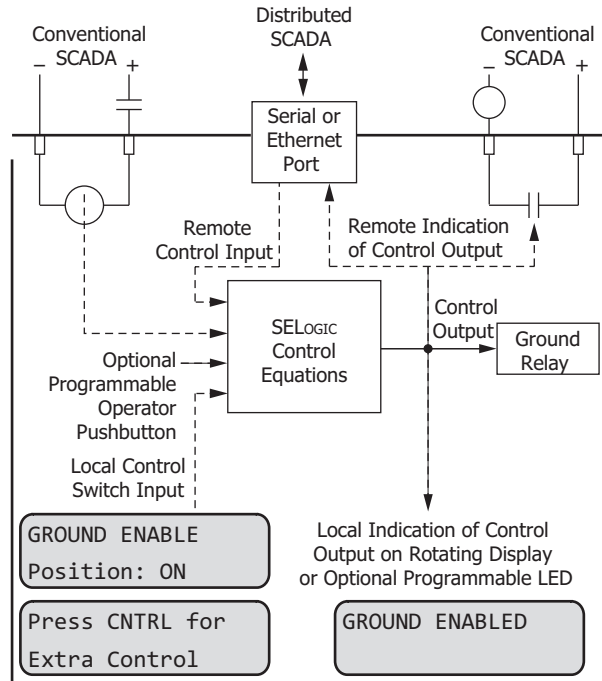 Conventional
SCADA
– +
Distributed
SCADA
Conventional
SCADA
– +
Serial or
Ethernet
Port
Remote
Control Input
Remote Indication
of Control Output
SELOGIC
Control
Equations
Control
Output
Ground
Relay
Optional
Programmable
Operator
Pushbutton
Local Control
Switch Input
GROUND ENABLE
Position: ON
Press CNTRL for
Extra Control
Local Indication of Control
Output on Rotating Display
or Optional Programmable LED
GROUND ENABLED